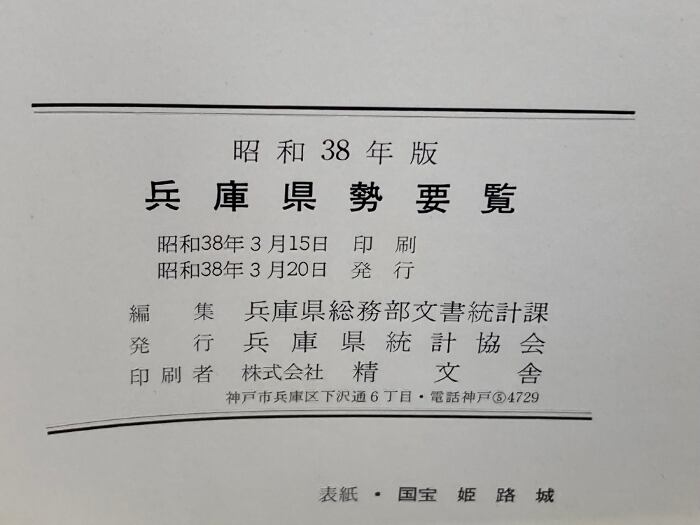 昭和38年版
兵庫県勢要覧
昭和38年3月15日 印刷
昭和38年3月20日 発行
編集 兵庫県総務部文書統計課
発行 兵庫県統計協会
印刷者 株式会社 精文舎
神戸市兵庫区下沢通6丁目・電話神戸⑤4729
表紙・国宝 姫路城